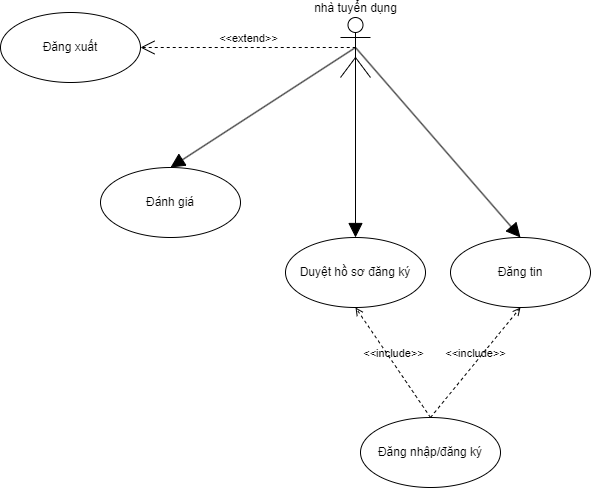 nhà tuyển dụng
Đăng xuất
<<extend>>
Đánh giá
Duyệt hồ sơ đăng ký
Đăng tin
<<include>>
<<include>>
Đăng nhập/đăng ký